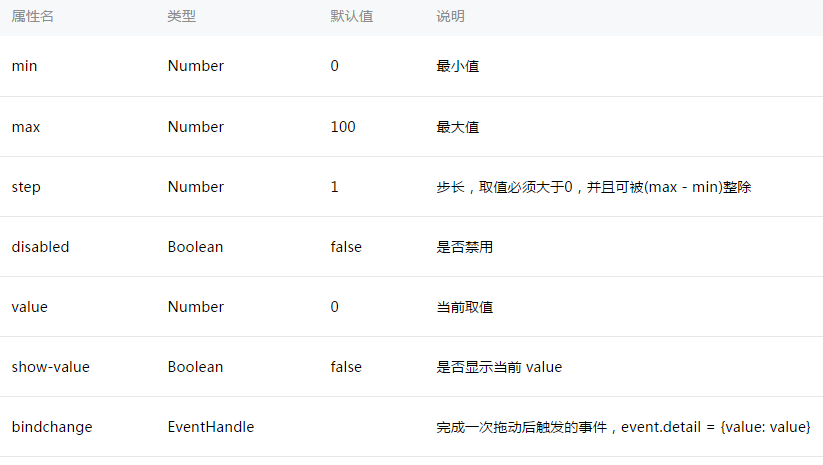 属性名 类型 默认值 说明
min Number 0 最小值
max Number 100 最大值
step Number 1 步长，取值必须大于0，并且可被(max - min)整除
disabled Boolean false 是否禁用
value Number 0 当前取值
show-value Boolean false 是否显示当前 value
bindchange EventHandle 完成一次拖动后触发的事件，event.detail = {value: value}